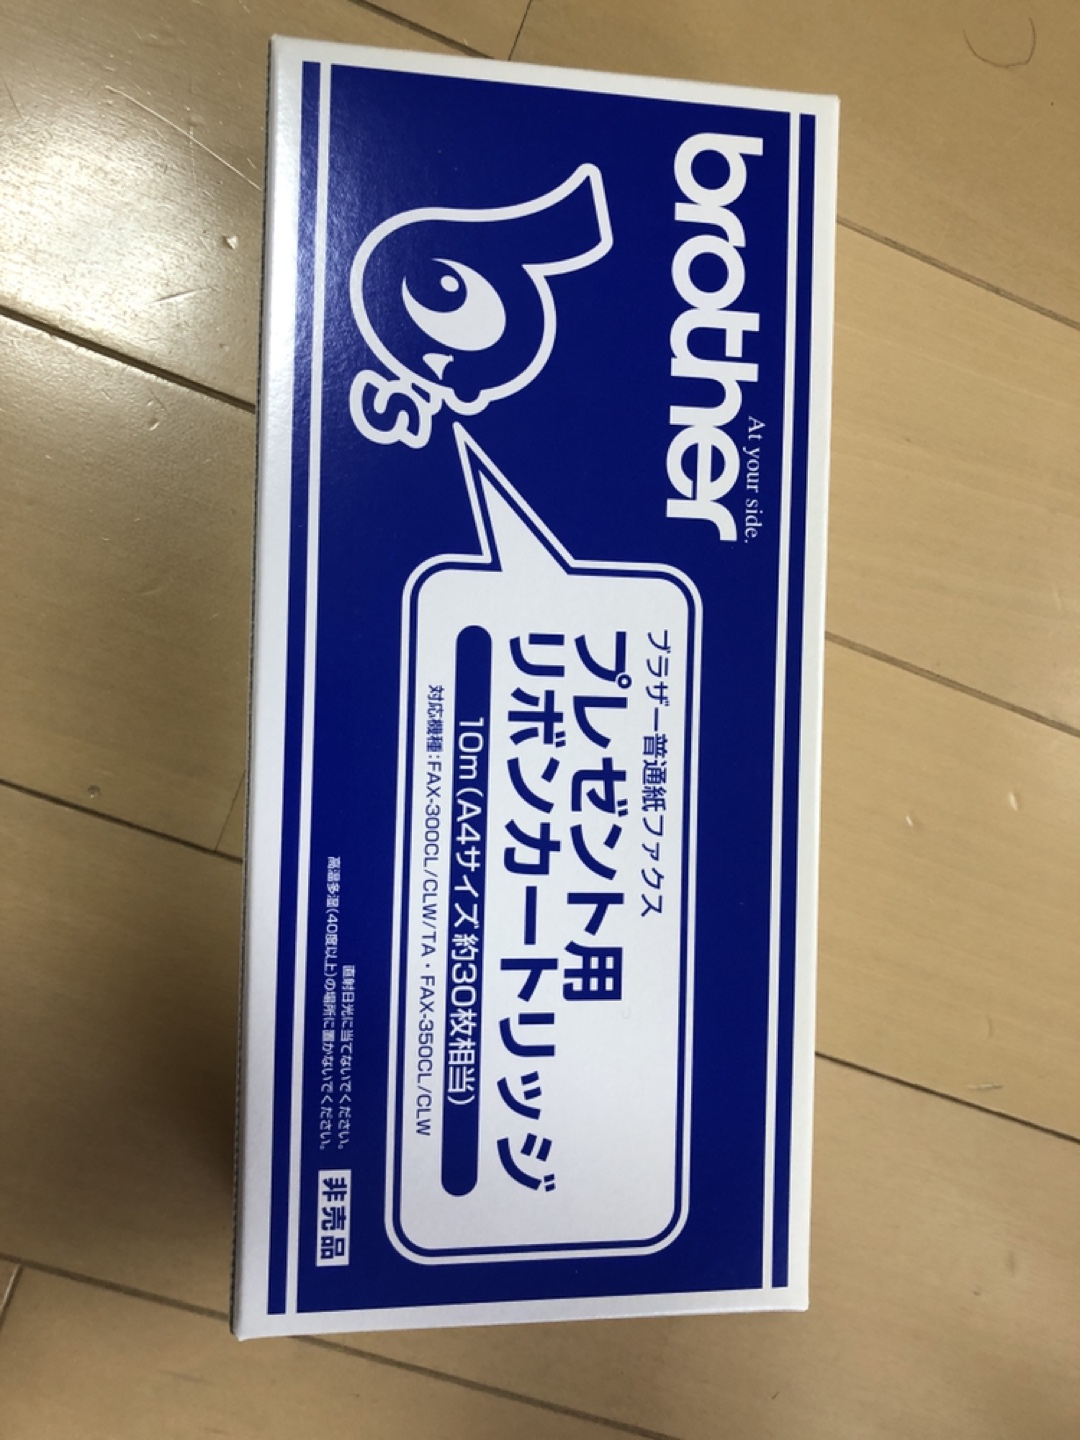 brother
At your side.
b's
ブラザー普通紙ファクス
プレゼント用
リボンカートリッジ
10m(A4サイズ約30枚相当)
対応機種:FAX-300CL/CLW/TA・FAX-350CL/CLW
直射日光に当てないでください。
高温多湿(40度以上)の場所に置かないでください。
非売品